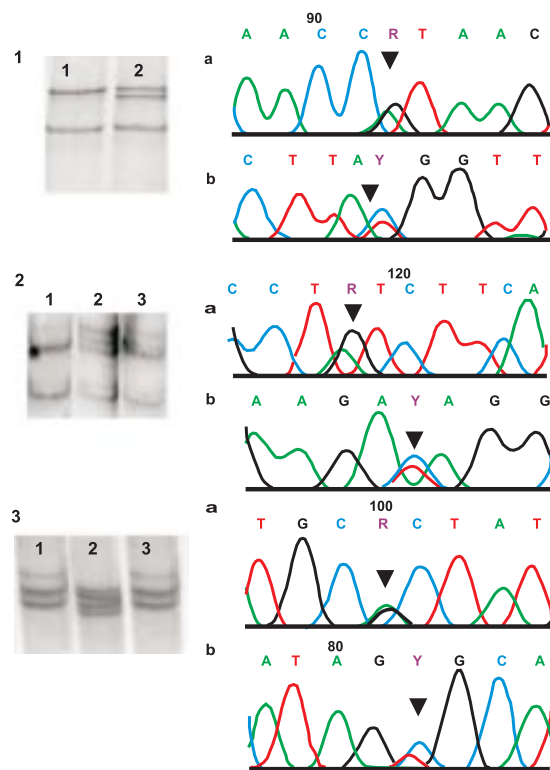 90
A A C C R T A A C
1
1 2
a
C T T A Y G G T T
b
2
120
C C T R T C T T C A
1 2 3
a
A A G A Y A G G
b
3
100
a
T G C R C T A T
1 2 3
80
b
A T A G Y G C A